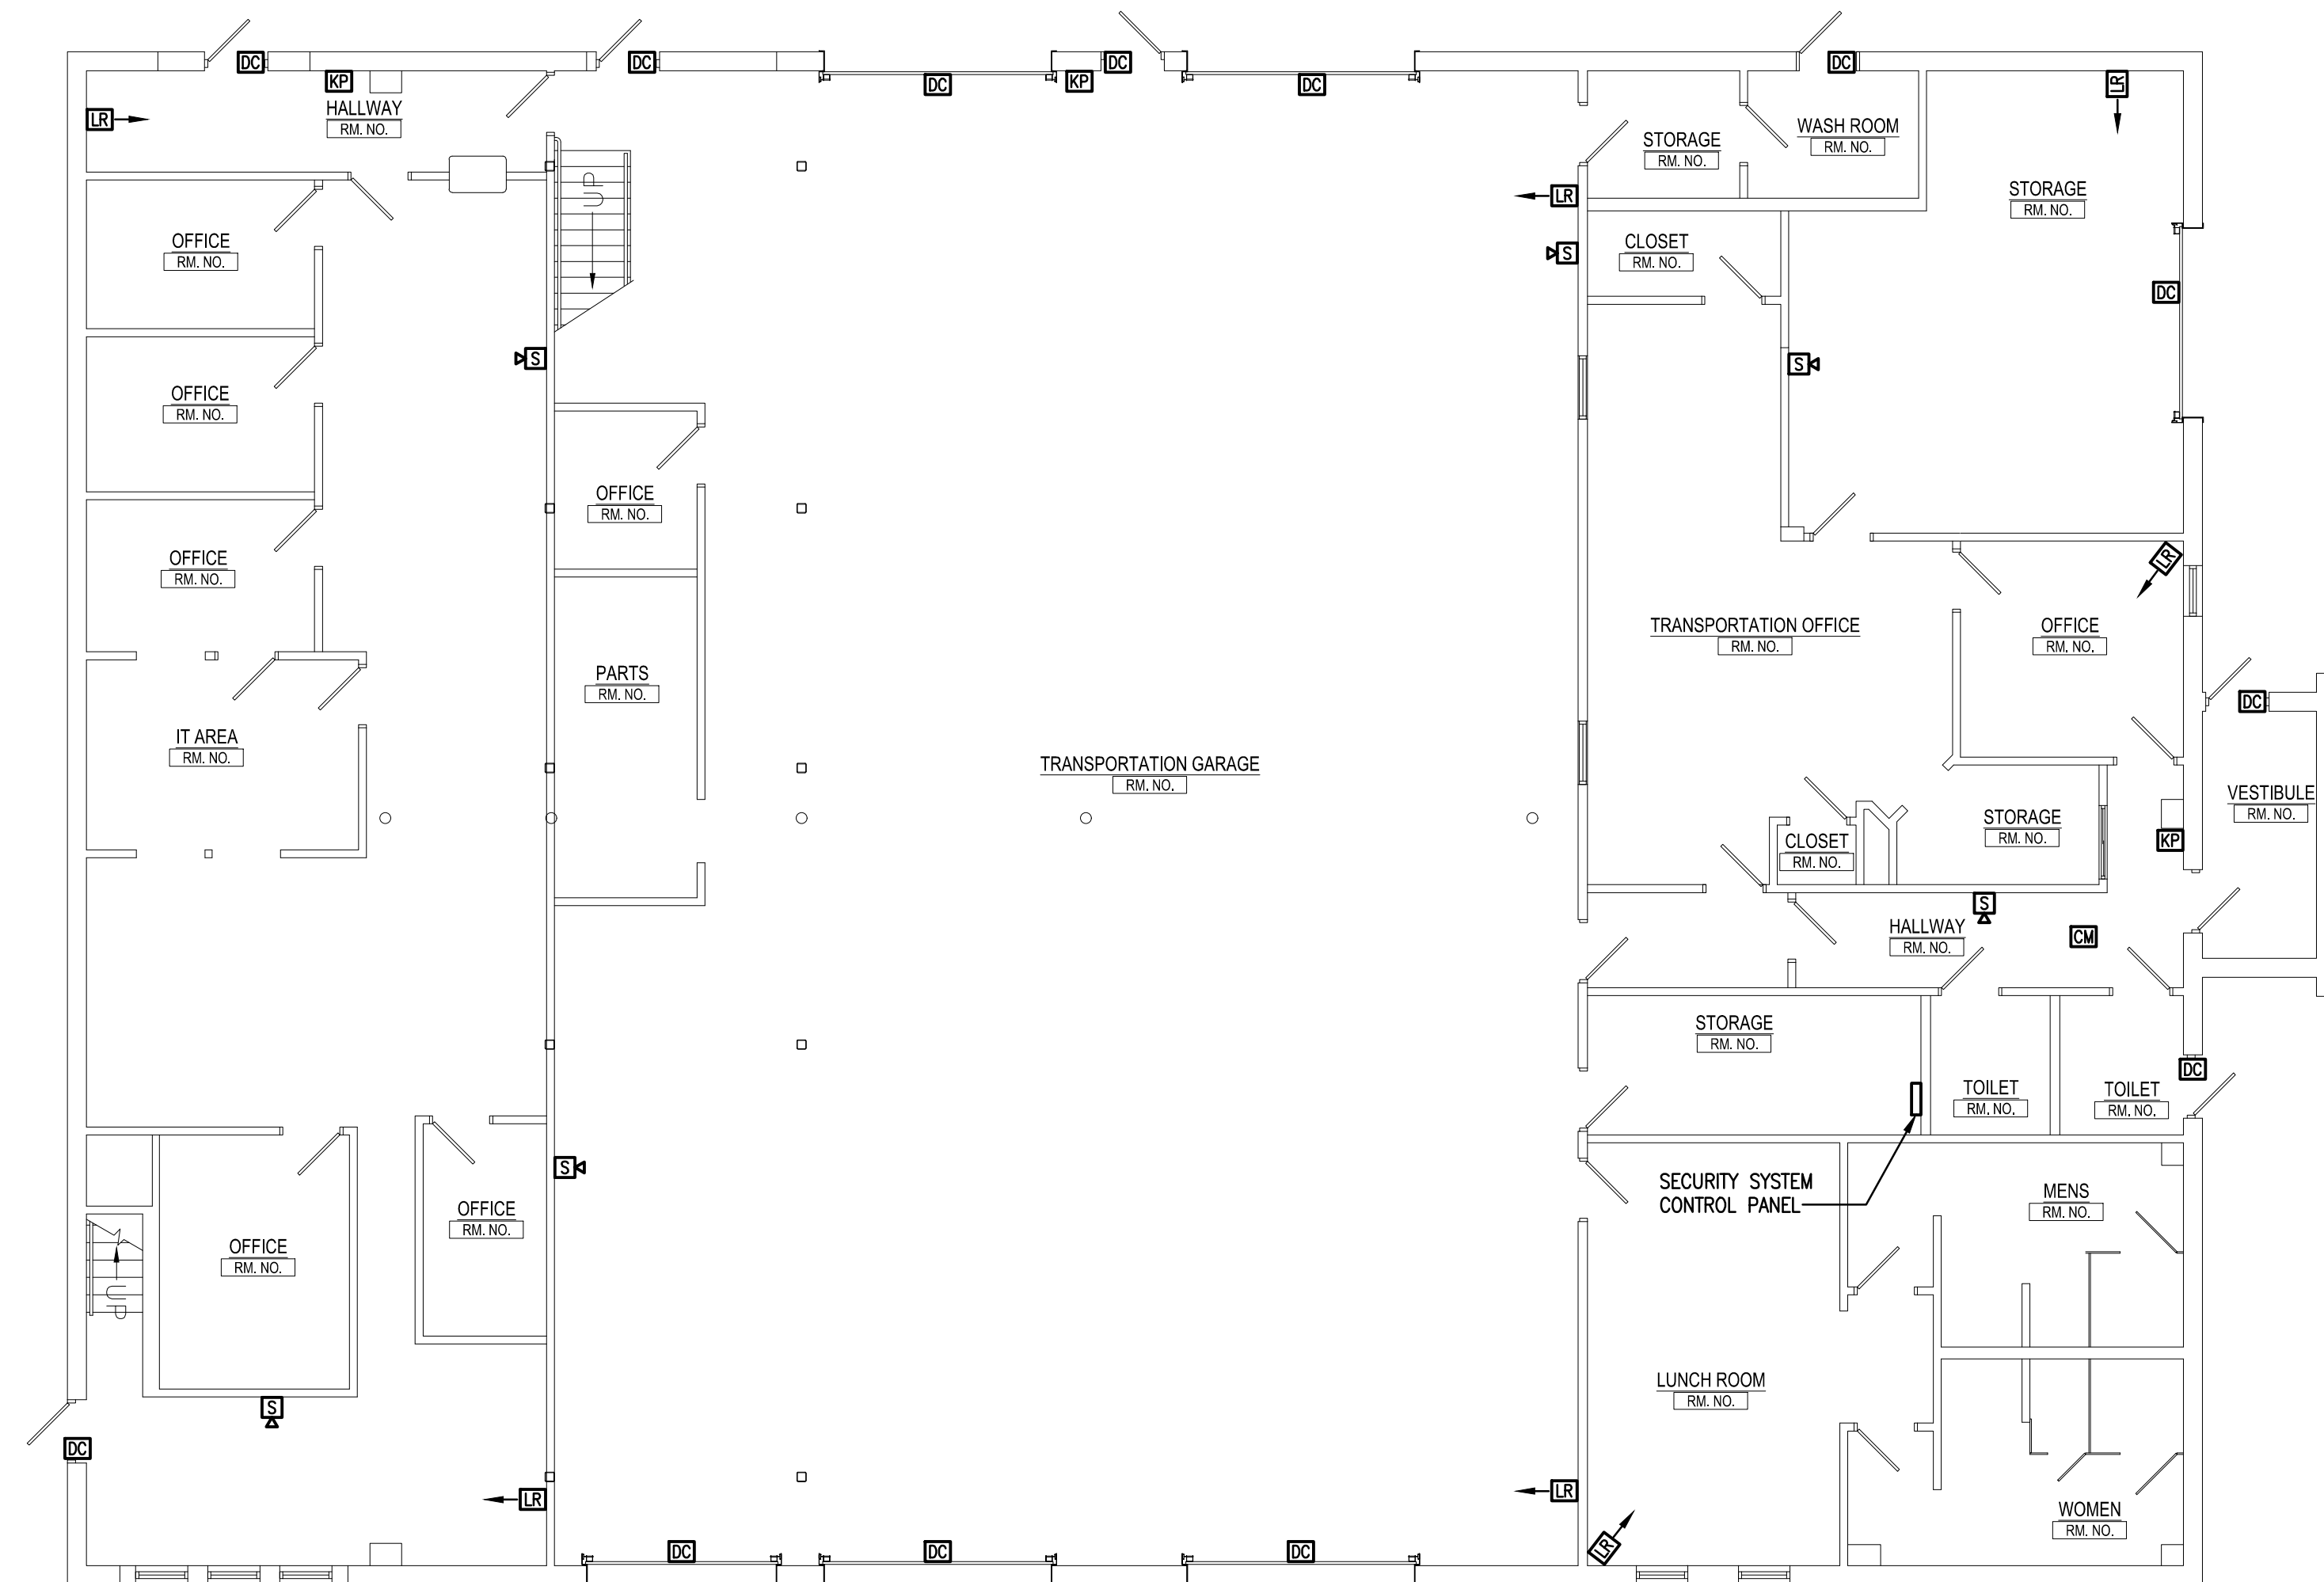 DC
DC
DC
DC
KP
DC
DC
DC
KP
LR
HALLWAY
RM. NO.
LR
STORAGE
RM. NO.
WASH ROOM
RM. NO.
UP
LR
STORAGE
RM. NO.
OFFICE
RM. NO.
CLOSET
RM. NO.
S
DC
S
S
OFFICE
RM. NO.
OFFICE
RM. NO.
OFFICE
RM. NO.
LR
TRANSPORTATION OFFICE
RM. NO.
OFFICE
RM. NO.
PARTS
RM. NO.
DC
IT AREA
RM. NO.
TRANSPORTATION GARAGE
RM. NO.
VESTIBULE
RM. NO.
STORAGE
RM. NO.
CLOSET
RM. NO.
KP
S
HALLWAY
RM. NO.
CM
STORAGE
RM. NO.
DC
TOILET
RM. NO.
TOILET
RM. NO.
S
SECURITY SYSTEM
CONTROL PANEL
MENS
RM. NO.
OFFICE
RM. NO.
OFFICE
RM. NO.
UP
LUNCH ROOM
RM. NO.
S
DC
LR
LR
WOMEN
RM. NO.
LR
DC
DC
DC